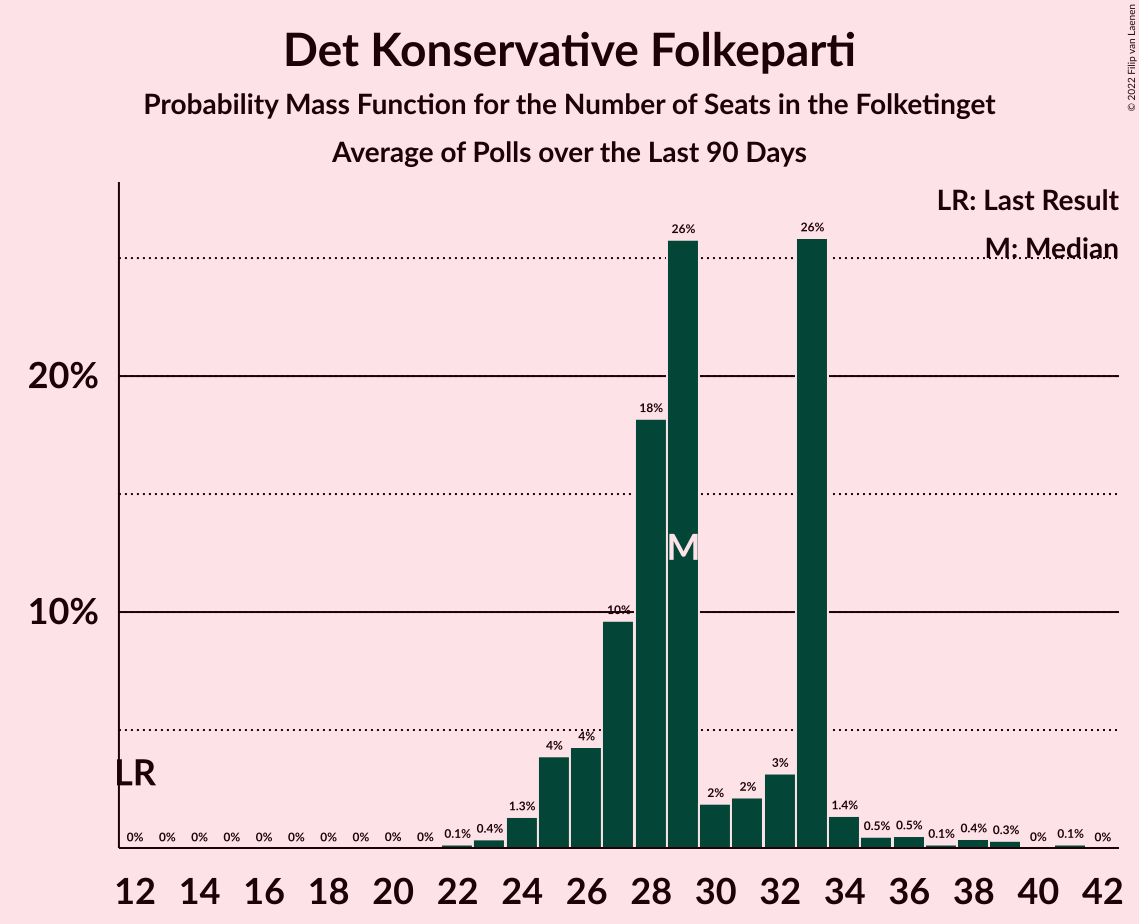 Det Konservative Folkeparti
Probability Mass Function for the Number of Seats in the Folketinget
Average of Polls over the Last 90 Days
© 2022 Filip van Laenen
LR: Last Result
M: Median
20%
10%
LR
M
0% 0% 0% 0% 0% 0% 0% 0% 0% 0% 0.1% 0.4% 1.3% 4% 4% 10% 18% 26% 2% 2% 3% 26% 1.4% 0.5% 0.5% 0.1% 0.4% 0.3% 0% 0.1% 0%
12 14 16 18 20 22 24 26 28 30 32 34 36 38 40 42